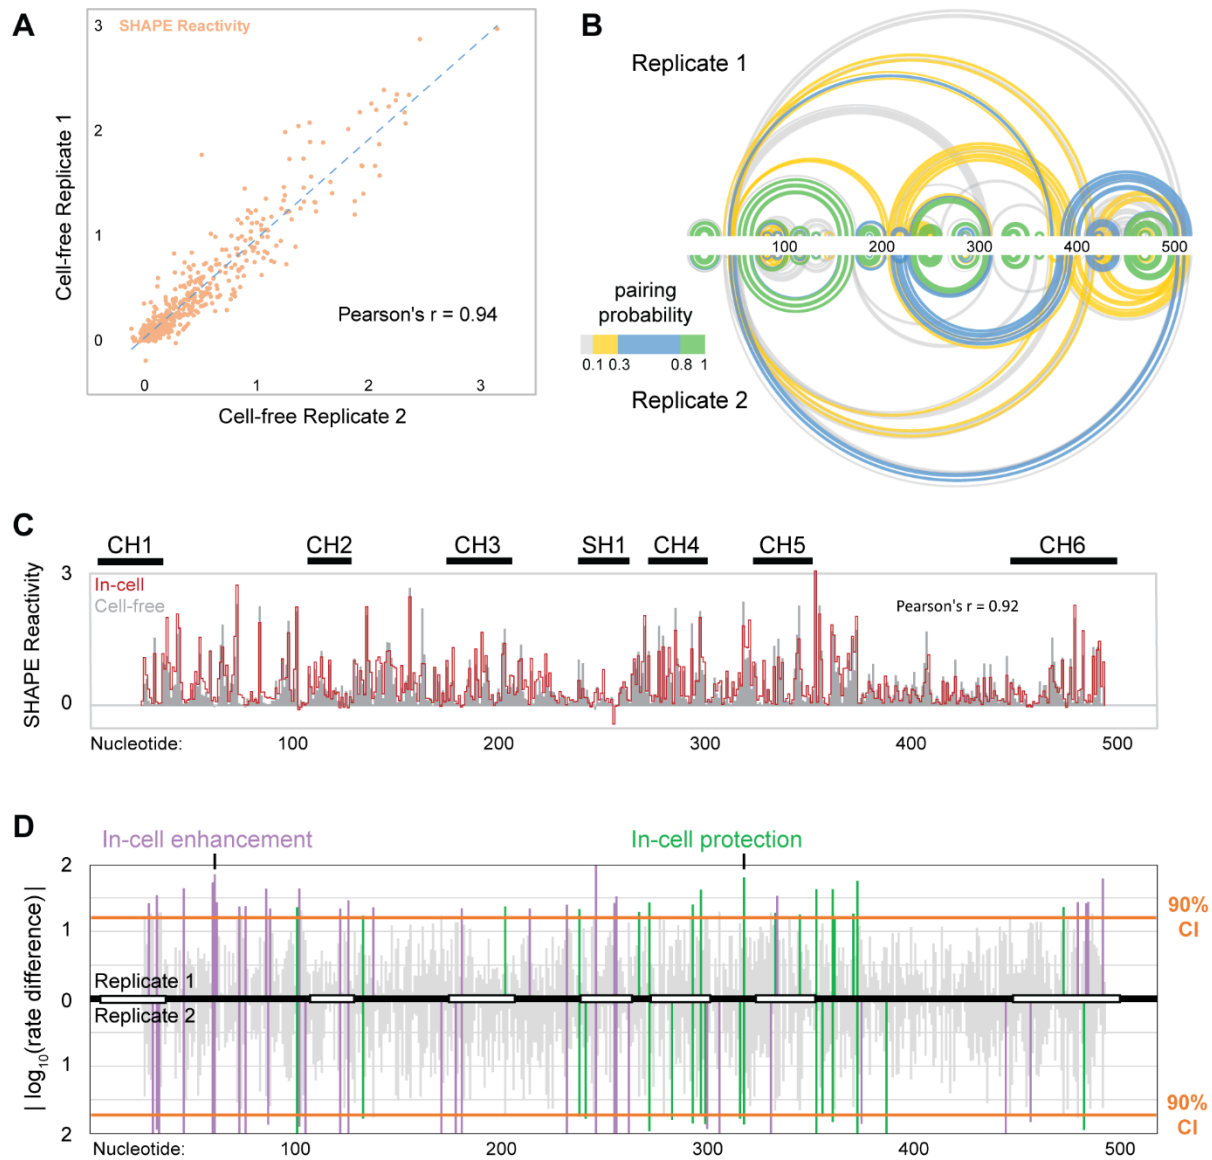 A
SHAPE Reactivity
3
2
1
0
Cell-free Replicate 1
Pearson's r = 0.94
0 1 2 3
Cell-free Replicate 2
B
Replicate 1
100 200 300 400 500
pairing
probability
0.1 0.3 0.8 1
Replicate 2
C
CH1 CH2 CH3 SH1 CH4 CH5 CH6
SHAPE Reactivity
3
0
In-cell
Cell-free
Pearson's r = 0.92
Nucleotide: 100 200 300 400 500
D
In-cell enhancement In-cell protection
| log10(rate difference) |
2
1
0
1
2
90%
CI
Replicate 1
Replicate 2
90%
CI
Nucleotide: 100 200 300 400 500